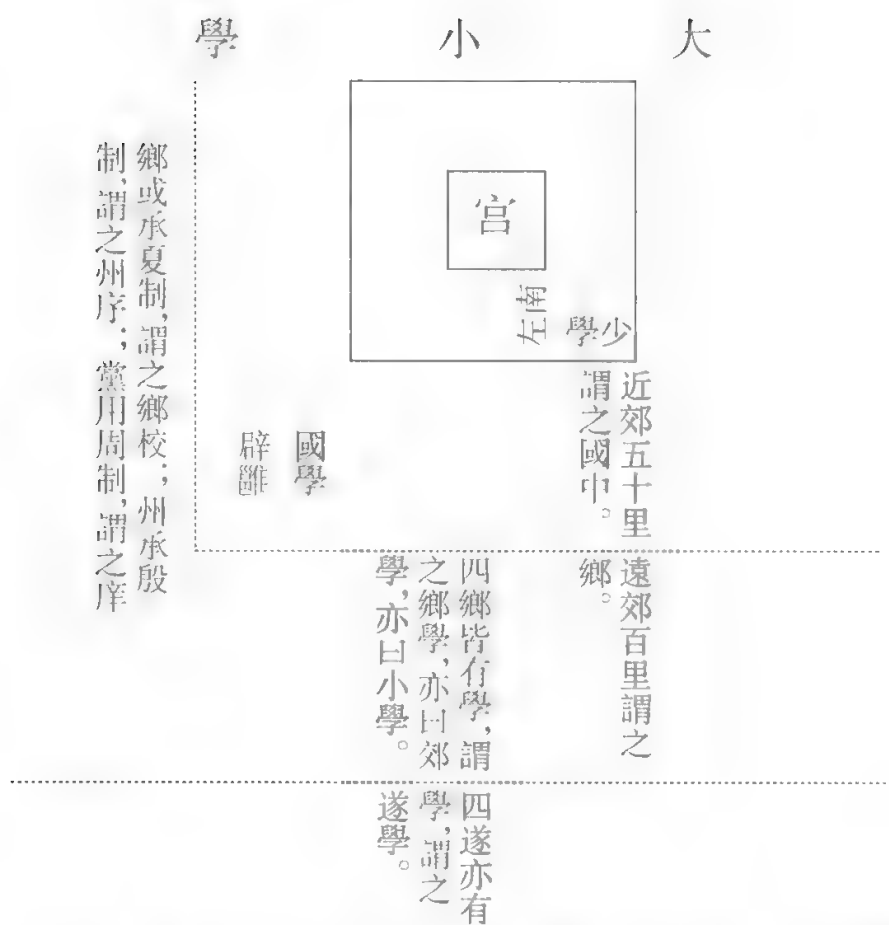 大小學
宮
南
左
少
學
近郊五十里
謂之國中。
國學
辟雝
遠郊百里謂之
鄉。
四鄉皆有學,謂
之鄉學,亦曰郊
學,亦曰小學。
四遂亦有
學,謂之
遂學。
鄉或承夏制,謂之鄉校;州承殷
制,謂之州序;黨用周制,謂之庠